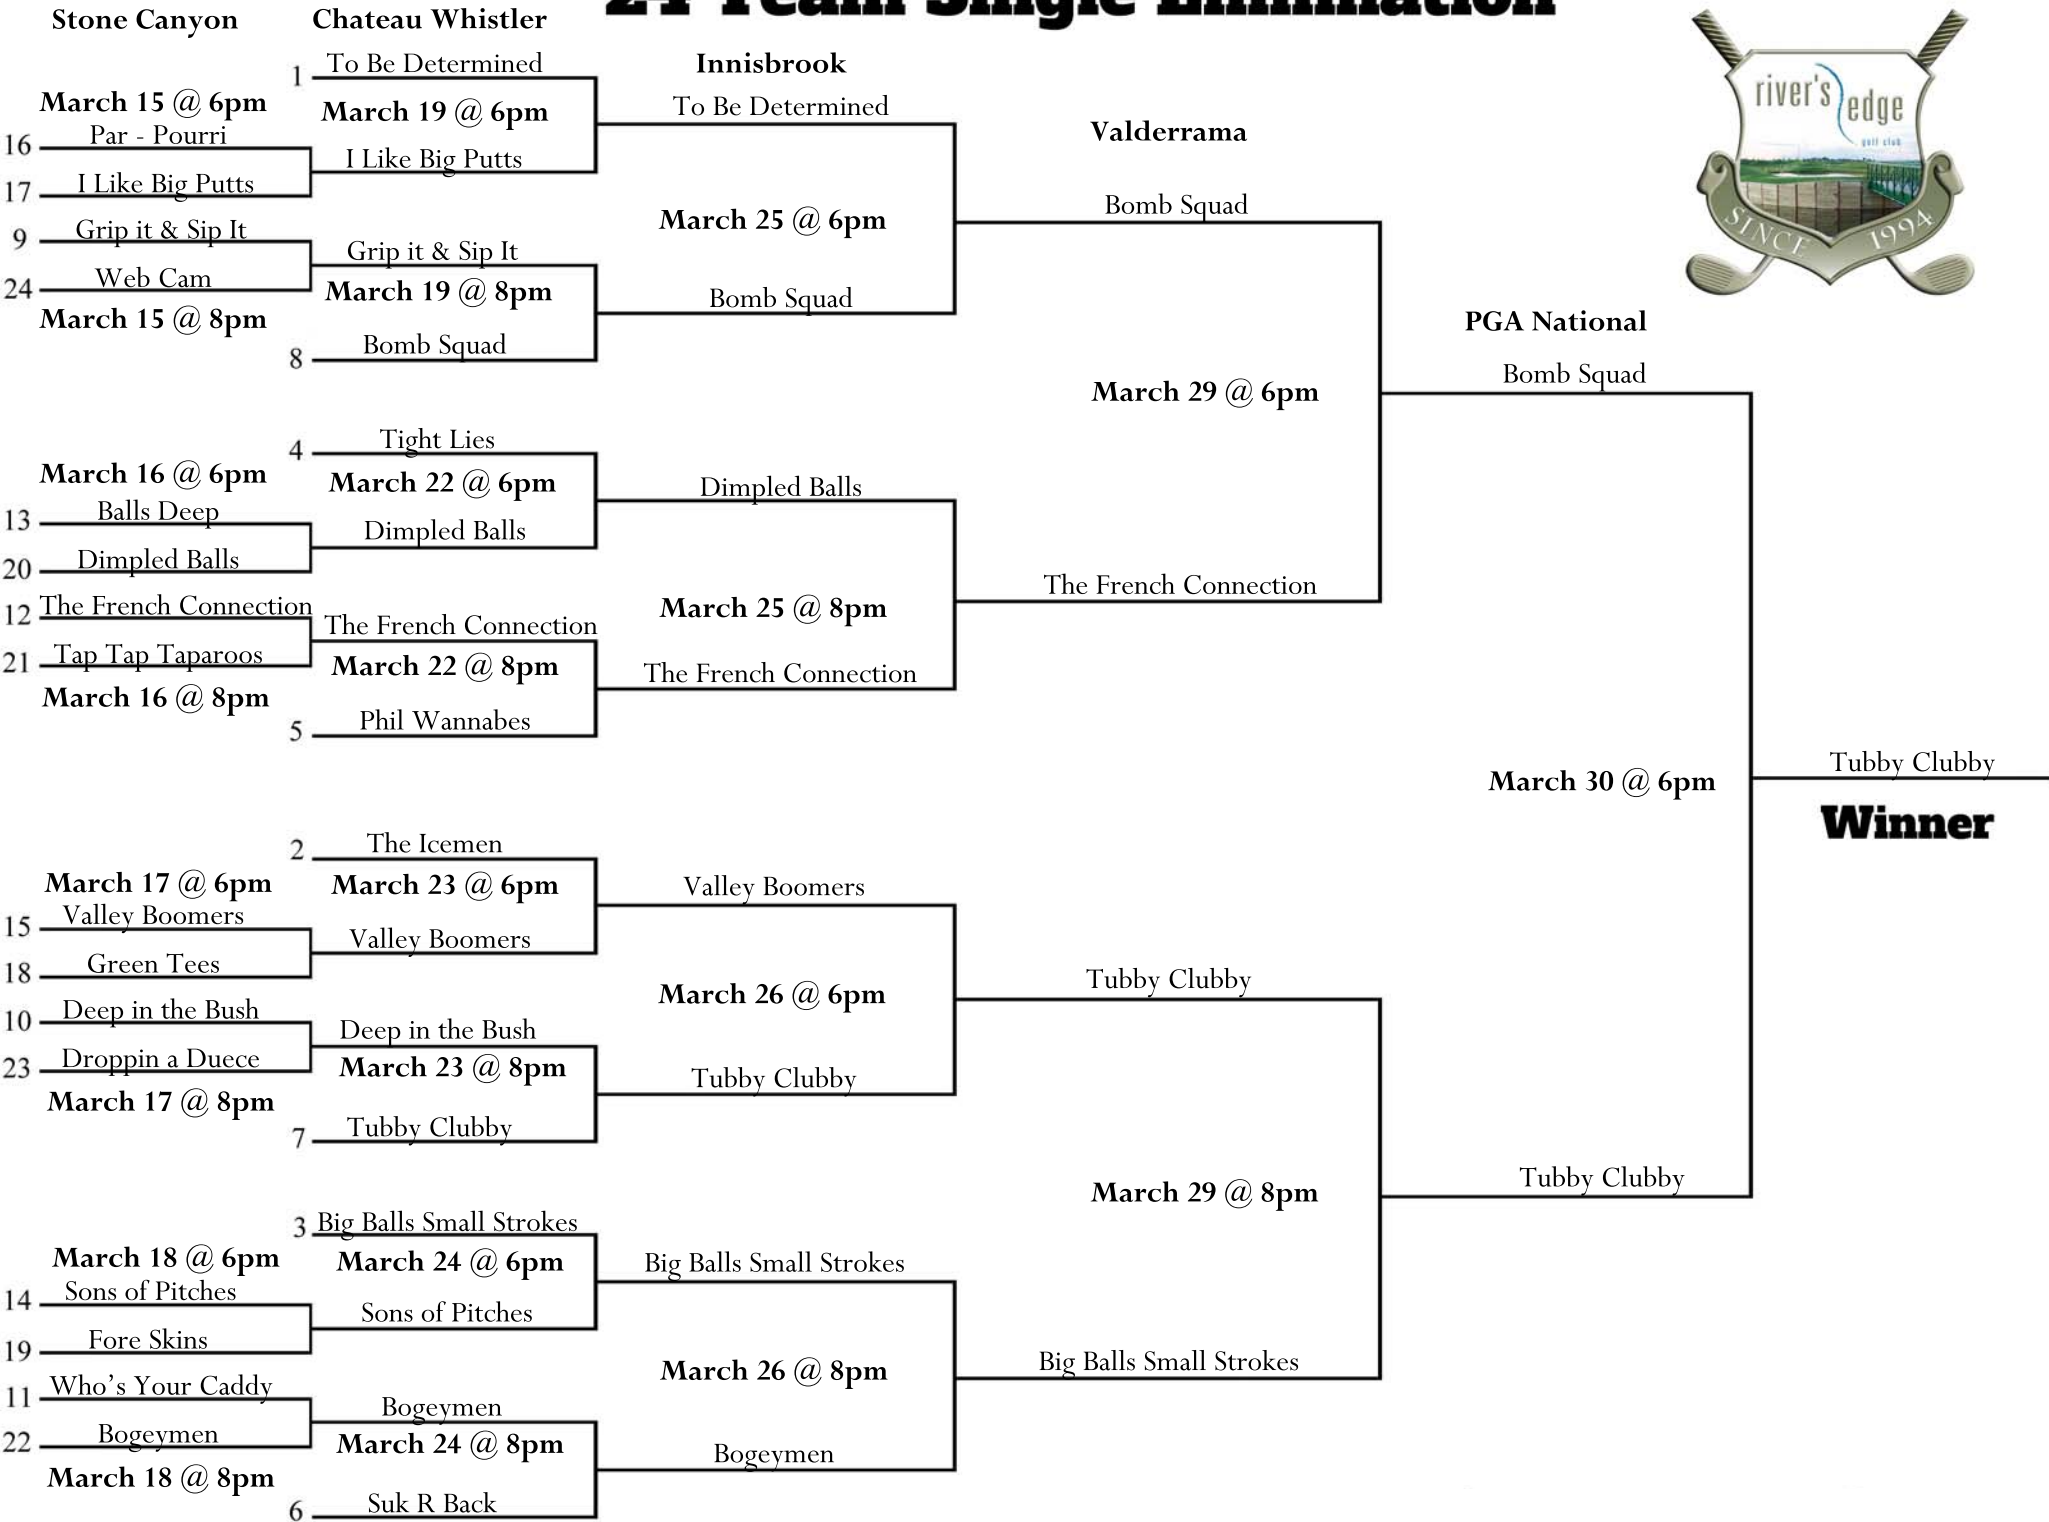 24 Team Single Elimination
Stone Canyon
Chateau Whistler
Innisbrook
Valderrama
PGA National
river's edge
golf club
SINCE 1994
March 15 @ 6pm
16 Par - Pourri
17 I Like Big Putts
9 Grip it & Sip It
24 Web Cam
March 15 @ 8pm
March 16 @ 6pm
13 Balls Deep
20 Dimpled Balls
12 The French Connection
21 Tap Tap Taparoos
March 16 @ 8pm
March 17 @ 6pm
15 Valley Boomers
18 Green Tees
10 Deep in the Bush
23 Droppin a Duece
March 17 @ 8pm
March 18 @ 6pm
14 Sons of Pitches
19 Fore Skins
11 Who's Your Caddy
22 Bogeymen
March 18 @ 8pm
1 To Be Determined
March 19 @ 6pm
I Like Big Putts
Grip it & Sip It
March 19 @ 8pm
8 Bomb Squad
4 Tight Lies
March 22 @ 6pm
Dimpled Balls
The French Connection
March 22 @ 8pm
5 Phil Wannabes
2 The Icemen
March 23 @ 6pm
Valley Boomers
Deep in the Bush
March 23 @ 8pm
7 Tubby Clubby
3 Big Balls Small Strokes
March 24 @ 6pm
Sons of Pitches
Bogeymen
March 24 @ 8pm
6 Suk R Back
To Be Determined
March 25 @ 6pm
Bomb Squad
Dimpled Balls
March 25 @ 8pm
The French Connection
Valley Boomers
March 26 @ 6pm
Tubby Clubby
Big Balls Small Strokes
March 26 @ 8pm
Bogeymen
Bomb Squad
March 29 @ 6pm
The French Connection
Tubby Clubby
March 29 @ 8pm
Big Balls Small Strokes
Bomb Squad
March 30 @ 6pm
Tubby Clubby
Tubby Clubby
Winner